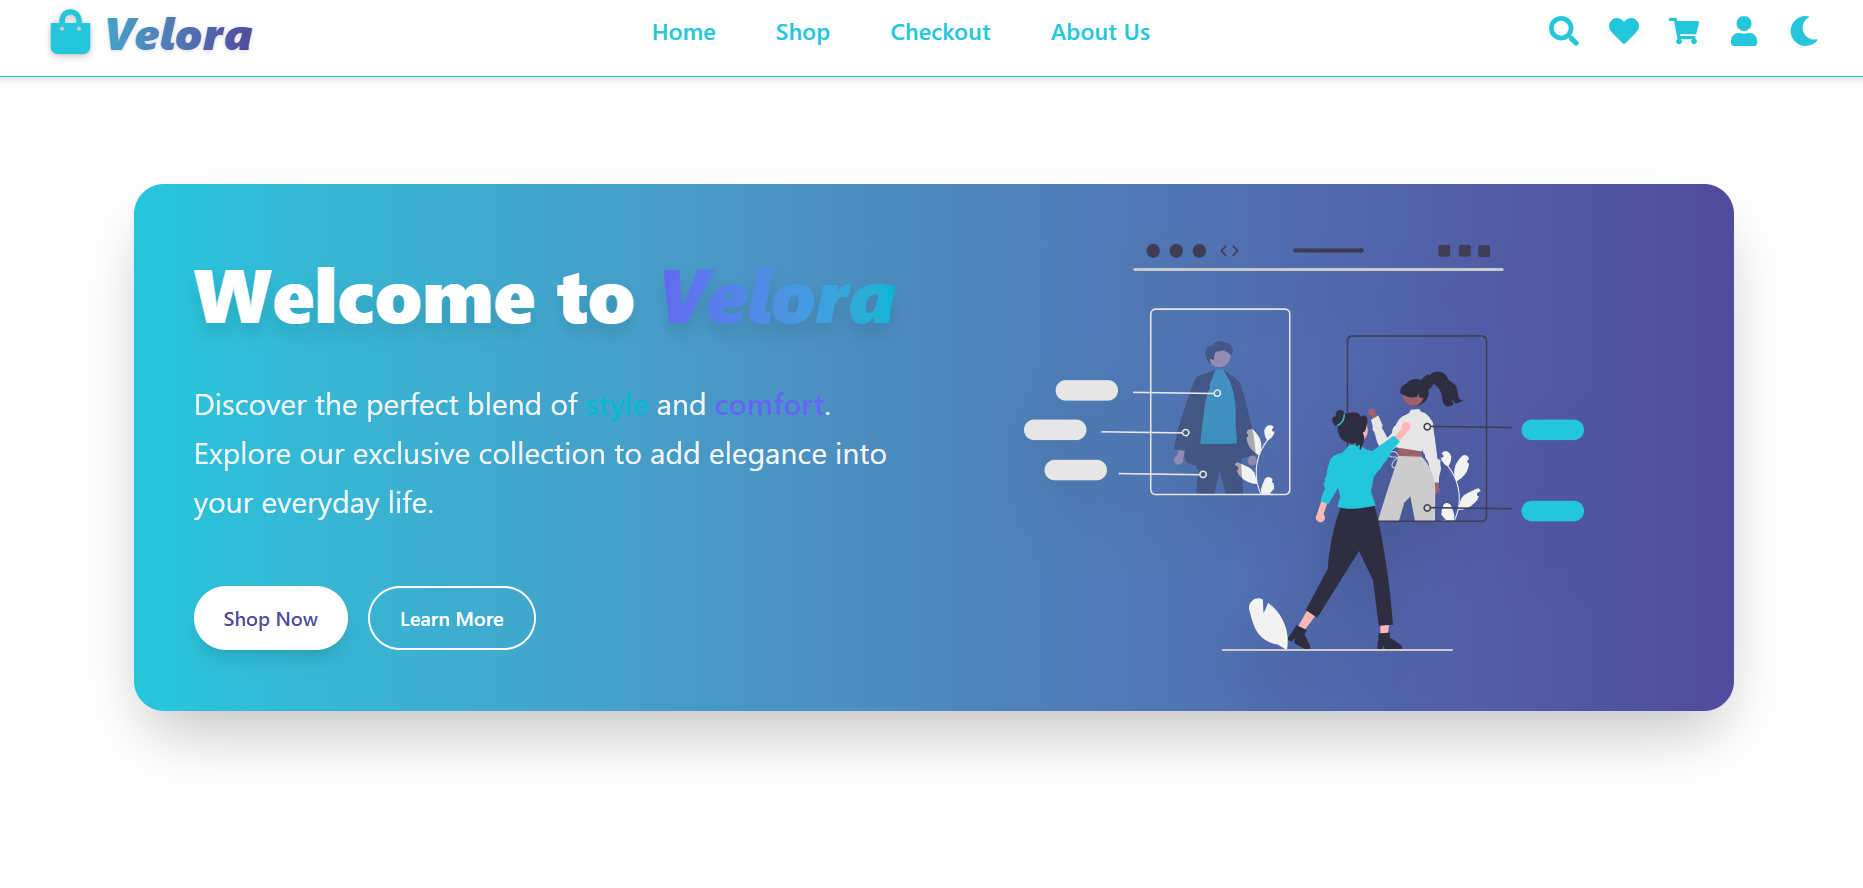 Velora
Home
Shop
Checkout
About Us
Welcome to Velora
Discover the perfect blend of style and comfort.
Explore our exclusive collection to add elegance into
your everyday life.
Shop Now
Learn More